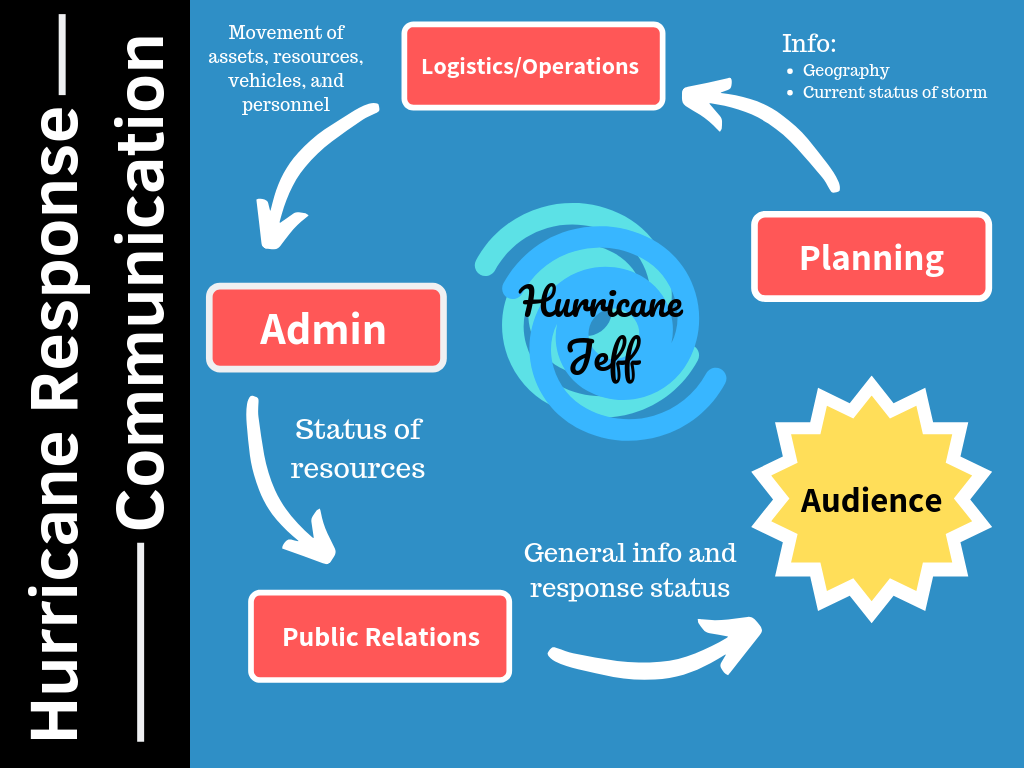 Hurricane Response
Communication
Movement of
assets, resources,
vehicles, and
personnel
Logistics/Operations
Info:
• Geography
• Current status of storm
Planning
Hurricane
Jeff
Admin
Status of
resources
Audience
General info and
response status
Public Relations